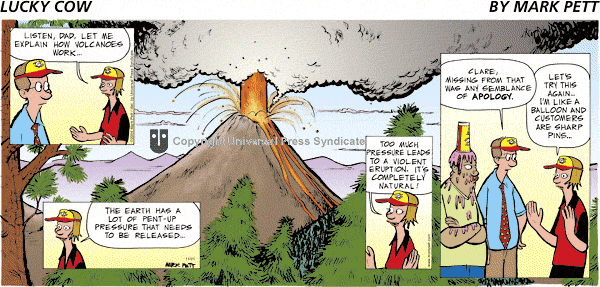 LUCKY COW
BY MARK PETT
LISTEN, DAD, LET ME
EXPLAIN HOW VOLCANOES
WORK...
THE EARTH HAS A
LOT OF PENT-UP
PRESSURE THAT NEEDS
TO BE RELEASED...
MARK PETT
Copyright Universal Press Syndicate
TOO MUCH
PRESSURE LEADS
TO A VIOLENT
ERUPTION. IT'S
COMPLETELY
NATURAL!
CLARE,
MISSING FROM THAT
WAS ANY SEMBLANCE
OF APOLOGY.
LET'S
TRY THIS
AGAIN...
I'M LIKE A
BALLOON AND
CUSTOMERS
ARE SHARP
PINS...